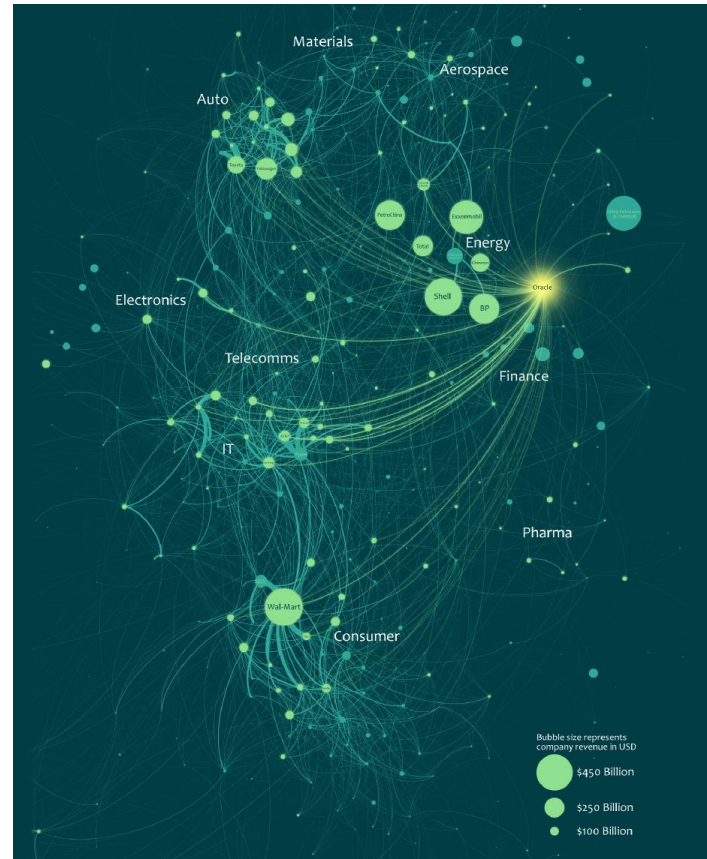 Materials
Aerospace
Auto
Toyota
Volkswagen
PetroChina
Exxonmobil
Total
Energy
Chevron
Shell
BP
Oracle
Electronics
Telecomms
Finance
IT
Pharma
Wal-Mart
Consumer
Bubble size represents
company revenue in USD
$450 Billion
$250 Billion
$100 Billion